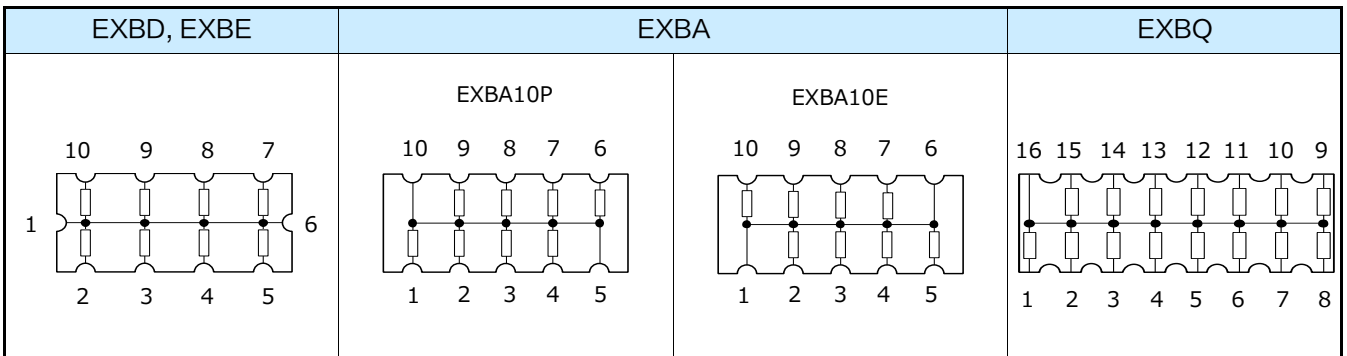 EXBD, EXBE EXBA EXBQ
EXBA10P EXBA10E
10 9 8 7 10 9 8 7 6 10 9 8 7 6 16 15 14 13 12 11 10 9
1 6
2 3 4 5 1 2 3 4 5 1 2 3 4 5 1 2 3 4 5 6 7 8